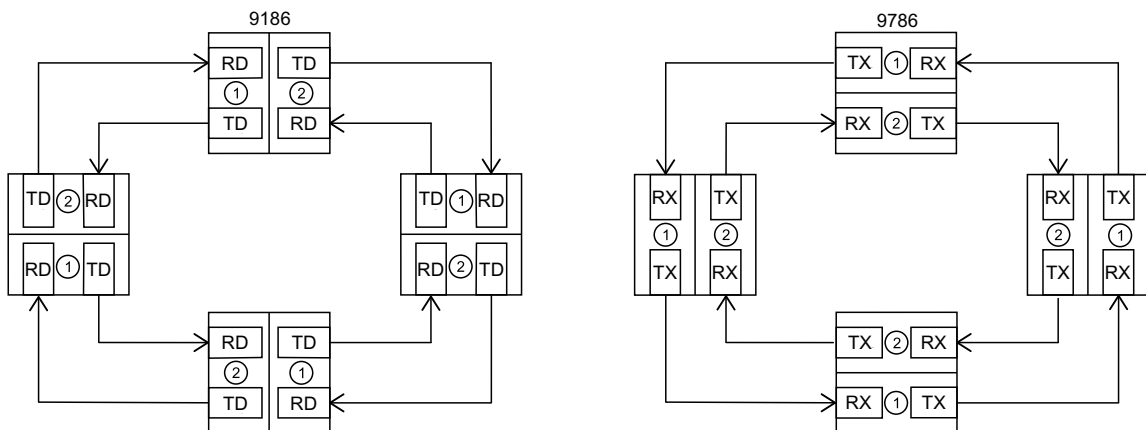 9186
RD TD
① ②
TD RD
TD ② RD
RD ① TD
TD ① RD
RD ② TD
RD TD
② ①
TD RD
9786
TX ① RX
RX ② TX
RX TX
① ②
TX RX
RX TX
② ①
TX RX
TX ② RX
RX ① TX